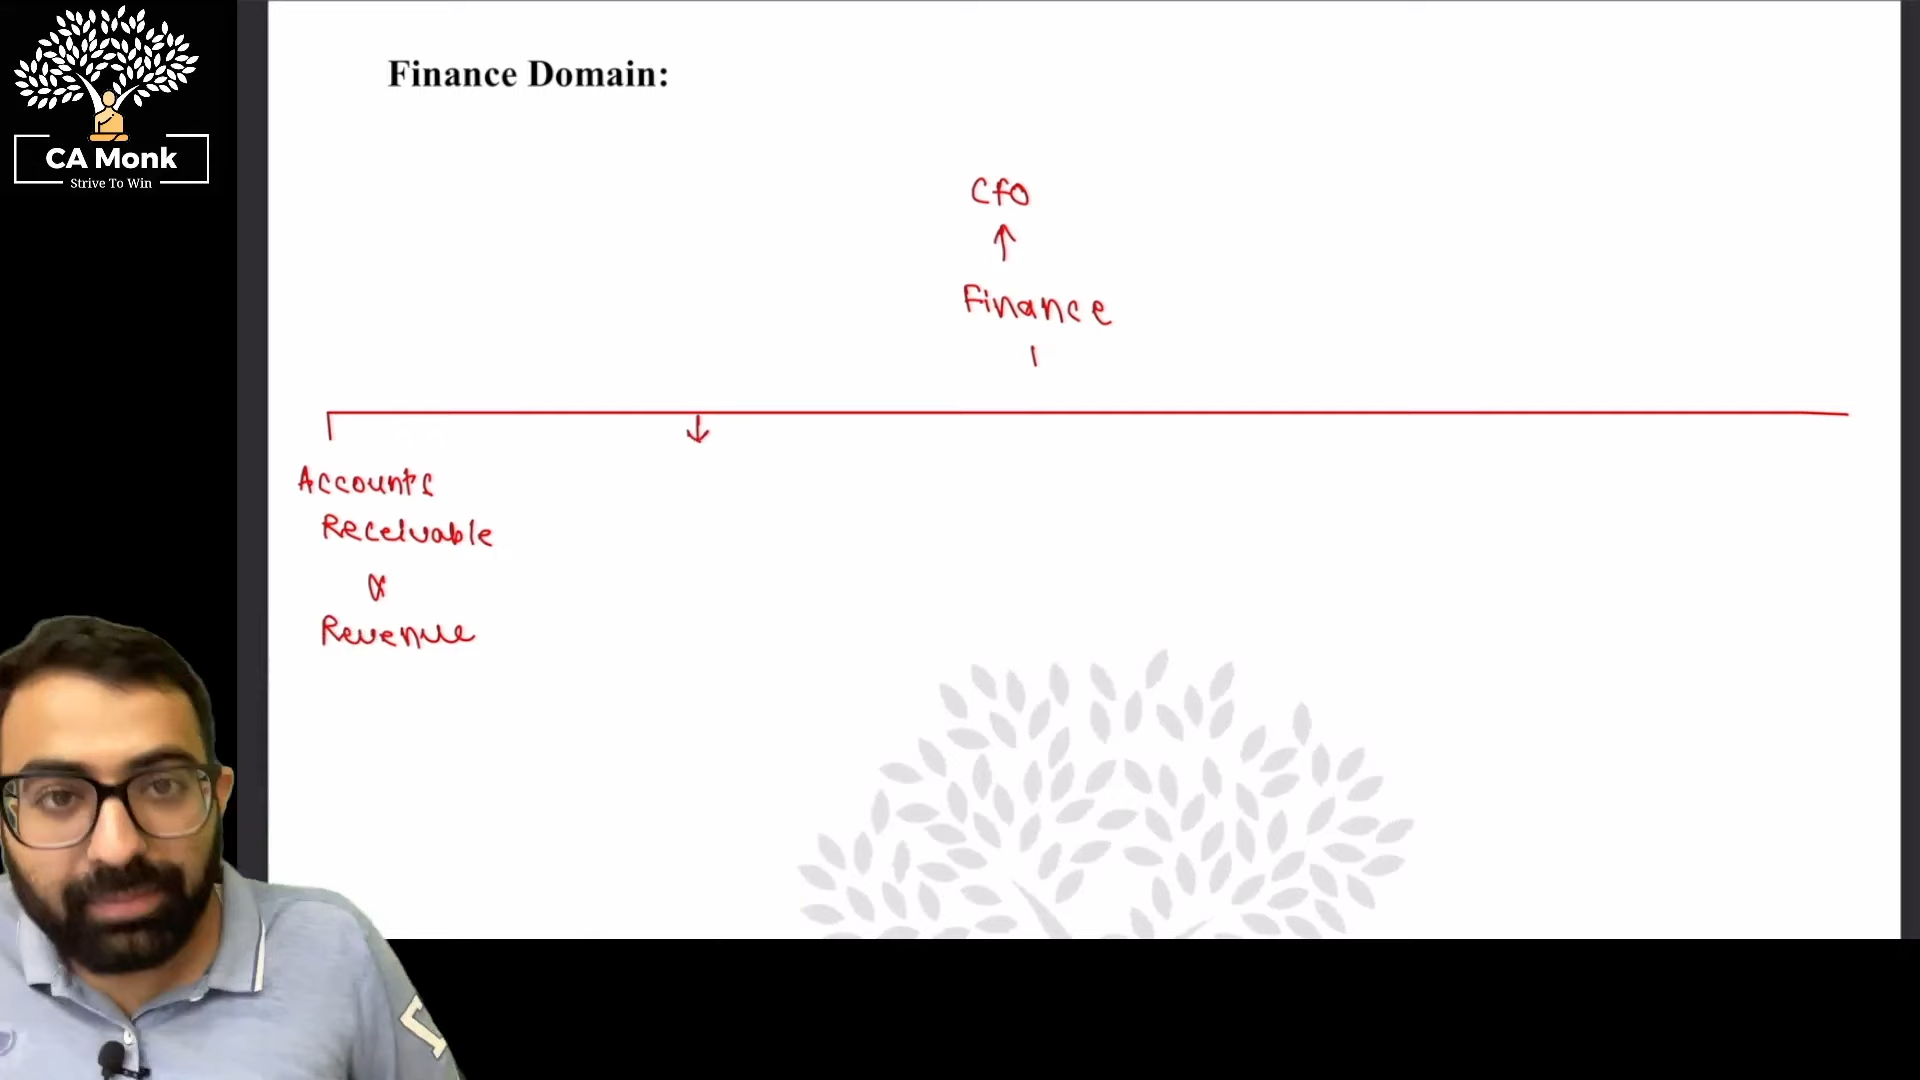 CA Monk
Strive To Win
Finance Domain:
CFO
Finance
Accounts
Receivable
&
Revenue